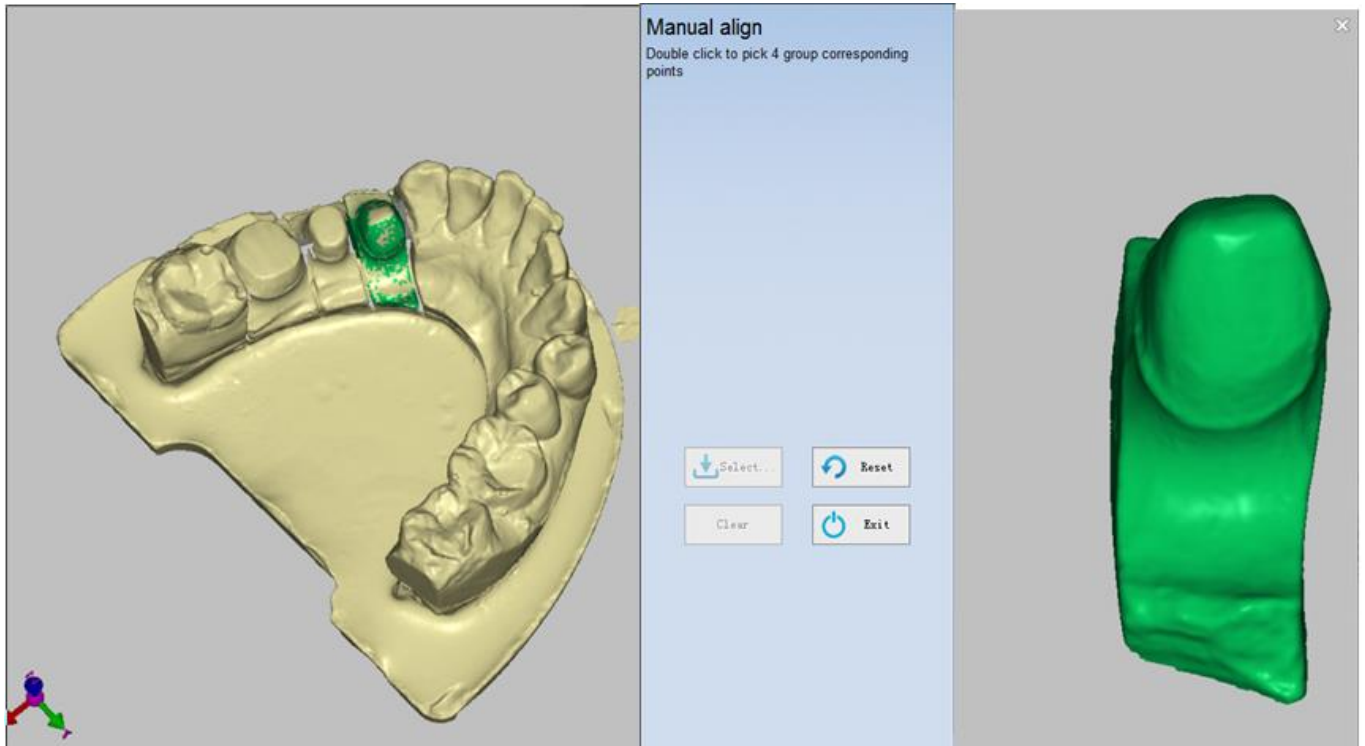 Manual align
Double click to pick 4 group corresponding
points
Select...
Reset
Clear
Exit